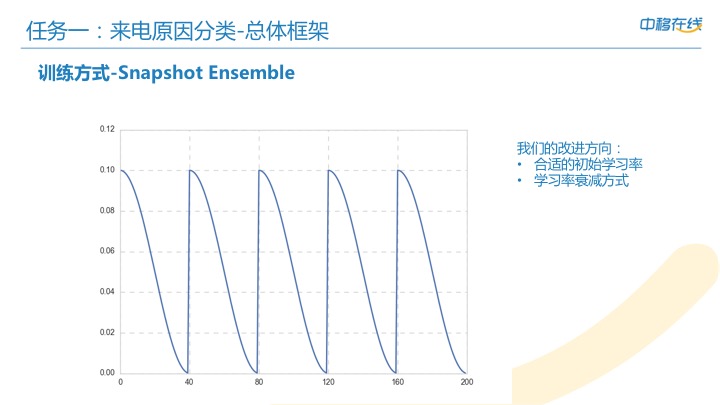 任务一：来电原因分类-总体框架
中移在线
训练方式-Snapshot Ensemble
我们的改进方向：
• 合适的初始学习率
• 学习率衰减方式
0.12
0.10
0.08
0.06
0.04
0.02
0.00
0
40
80
120
160
200